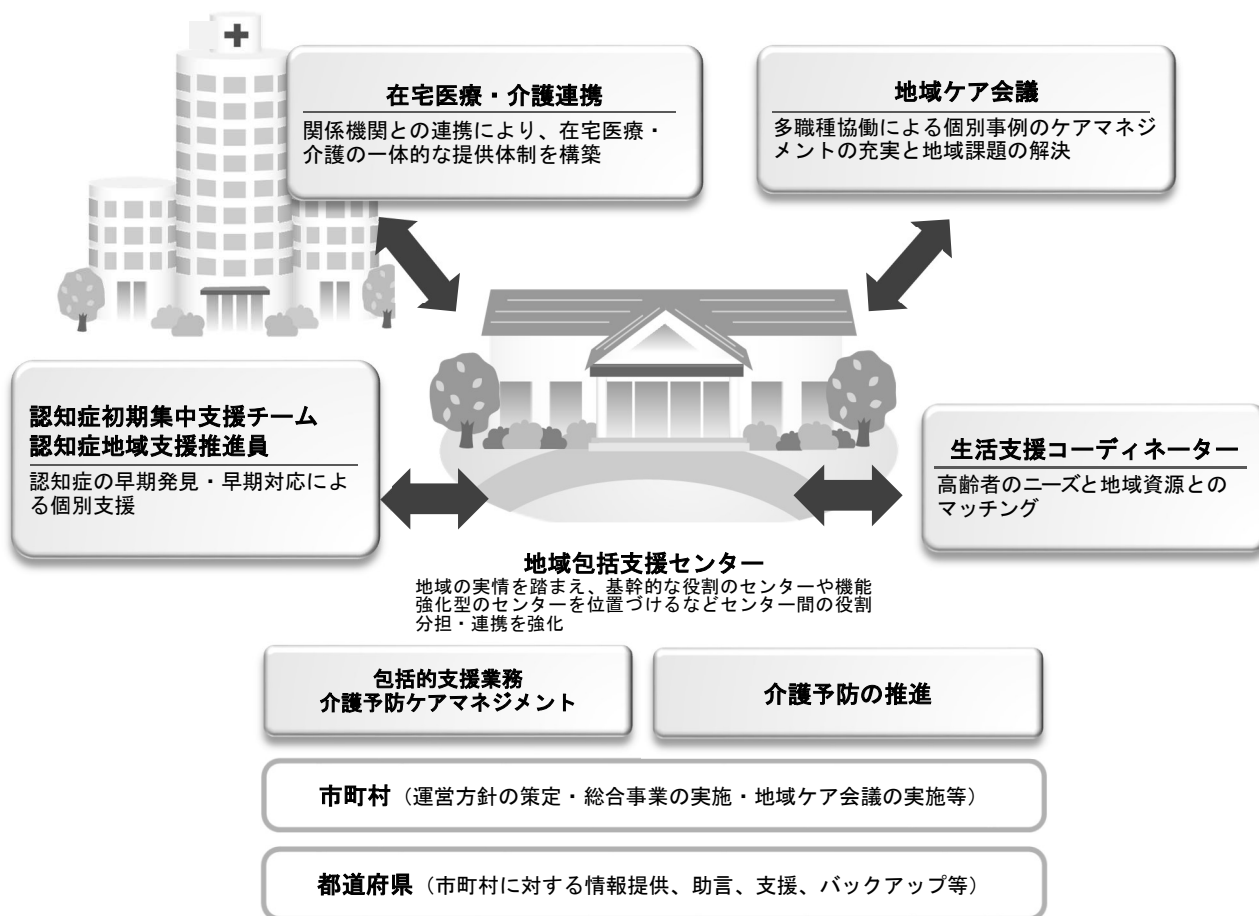 在宅医療・介護連携
関係機関との連携により、在宅医療・
介護の一体的な提供体制を構築
地域ケア会議
多職種協働による個別事例のケアマネジ
メントの充実と地域課題の解決
認知症初期集中支援チーム
認知症地域支援推進員
認知症の早期発見・早期対応によ
る個別支援
生活支援コーディネーター
高齢者のニーズと地域資源との
マッチング
地域包括支援センター
地域の実情を踏まえ、基幹的な役割のセンターや機能
強化型のセンターを位置づけるなどセンター間の役割
分担・連携を強化
包括的支援業務
介護予防ケアマネジメント
介護予防の推進
市町村（運営方針の策定・総合事業の実施・地域ケア会議の実施等）
都道府県（市町村に対する情報提供、助言、支援、バックアップ等）